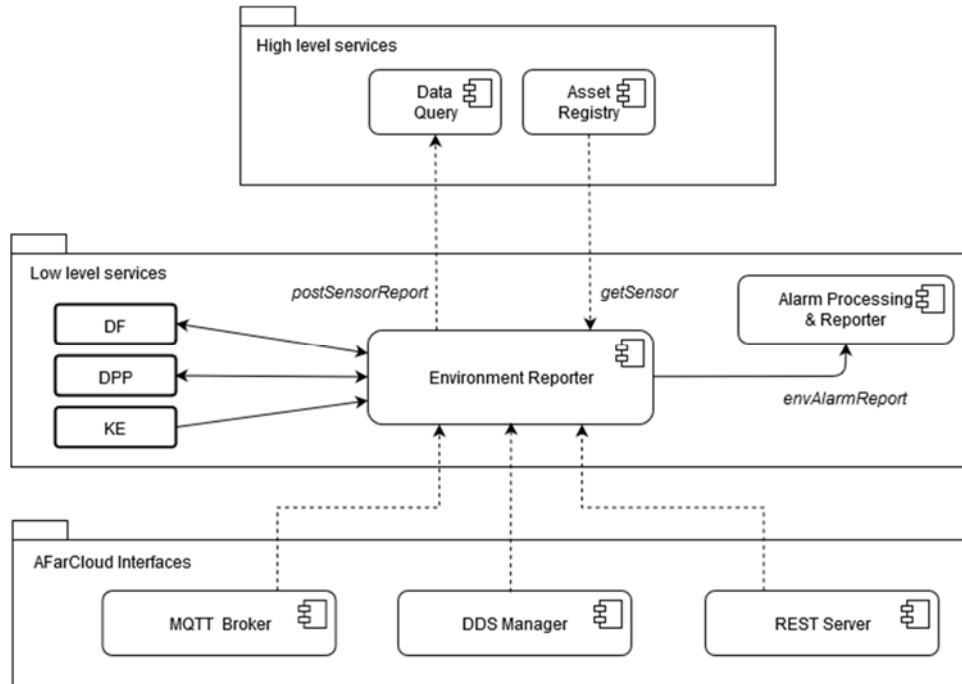 High level services
Data
Query
Asset
Registry
Low level services
postSensorReport
getSensor
DF
DPP
KE
Environment Reporter
Alarm Processing
& Reporter
envAlarmReport
AFarCloud Interfaces
MQTT Broker
DDS Manager
REST Server